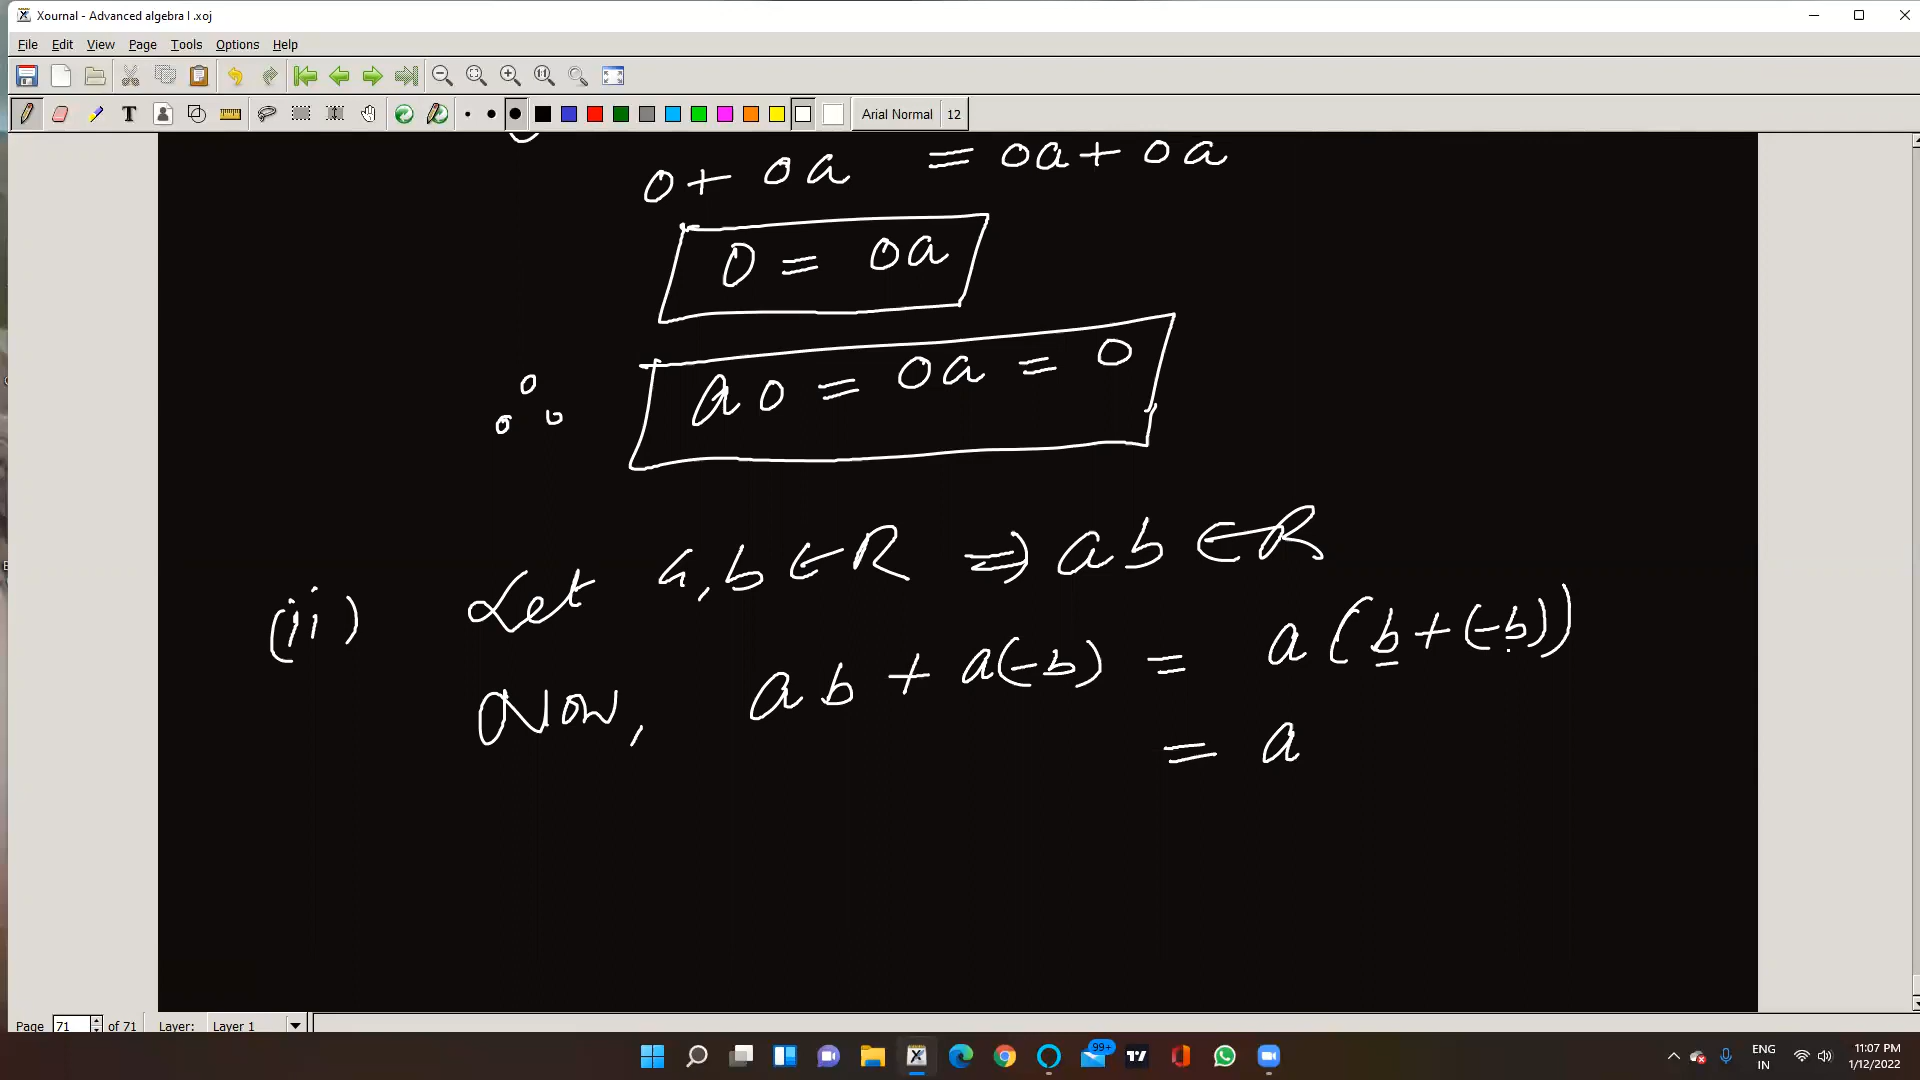 Xournal - Advanced algebra I .xoj
File Edit View Page Tools Options Help
Arial Normal 12
0 + 0a = 0a + 0a
0 = 0a
∴ a0 = 0a = 0
(ii) Let a, b ∈ R ⇒ ab ∈ R
Now, ab + a(-b) = a(b + (-b))
= a
Page 71 of 71 Layer: Layer 1
99+
ENG
IN
11:07 PM
1/12/2022